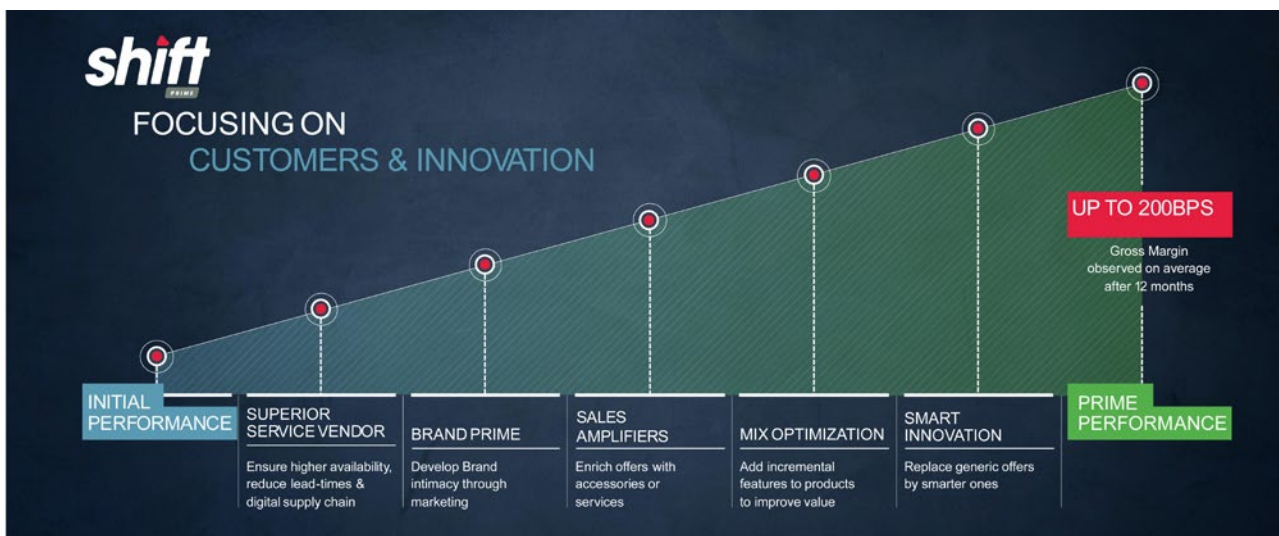 shift
PRIME
FOCUSING ON
CUSTOMERS & INNOVATION
UP TO 200BPS
Gross Margin
observed on average
after 12 months
INITIAL
PERFORMANCE
SUPERIOR
SERVICE VENDOR
Ensure higher availability,
reduce lead-times &
digital supply chain
BRAND PRIME
Develop Brand
intimacy through
marketing
SALES
AMPLIFIERS
Enrich offers with
accessories or
services
MIX OPTIMIZATION
Add incremental
features to products
to improve value
SMART
INNOVATION
Replace generic offers
by smarter ones
PRIME
PERFORMANCE